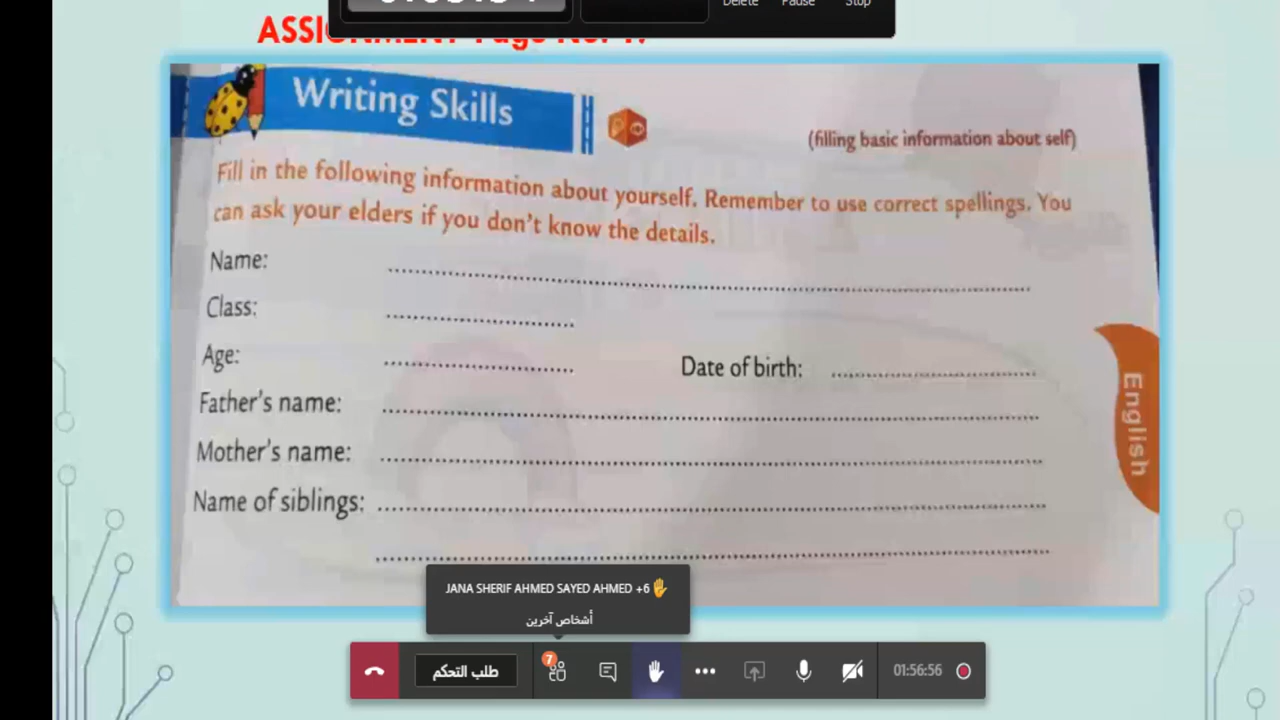 Delete Pause Stop
ASSIGNMENT Page No.
Writing Skills
(filling basic information about self)
Fill in the following information about yourself. Remember to use correct spellings. You
can ask your elders if you don't know the details.
Name: ........................................
Class: ....................
Age: .................... Date of birth: ....................
Father's name: ........................................
Mother's name: ........................................
Name of siblings: ........................................
........................................
English
JANA SHERIF AHMED SAYED AHMED +6 ✋
أشخاص آخرين
7
طلب التحكم
01:56:56